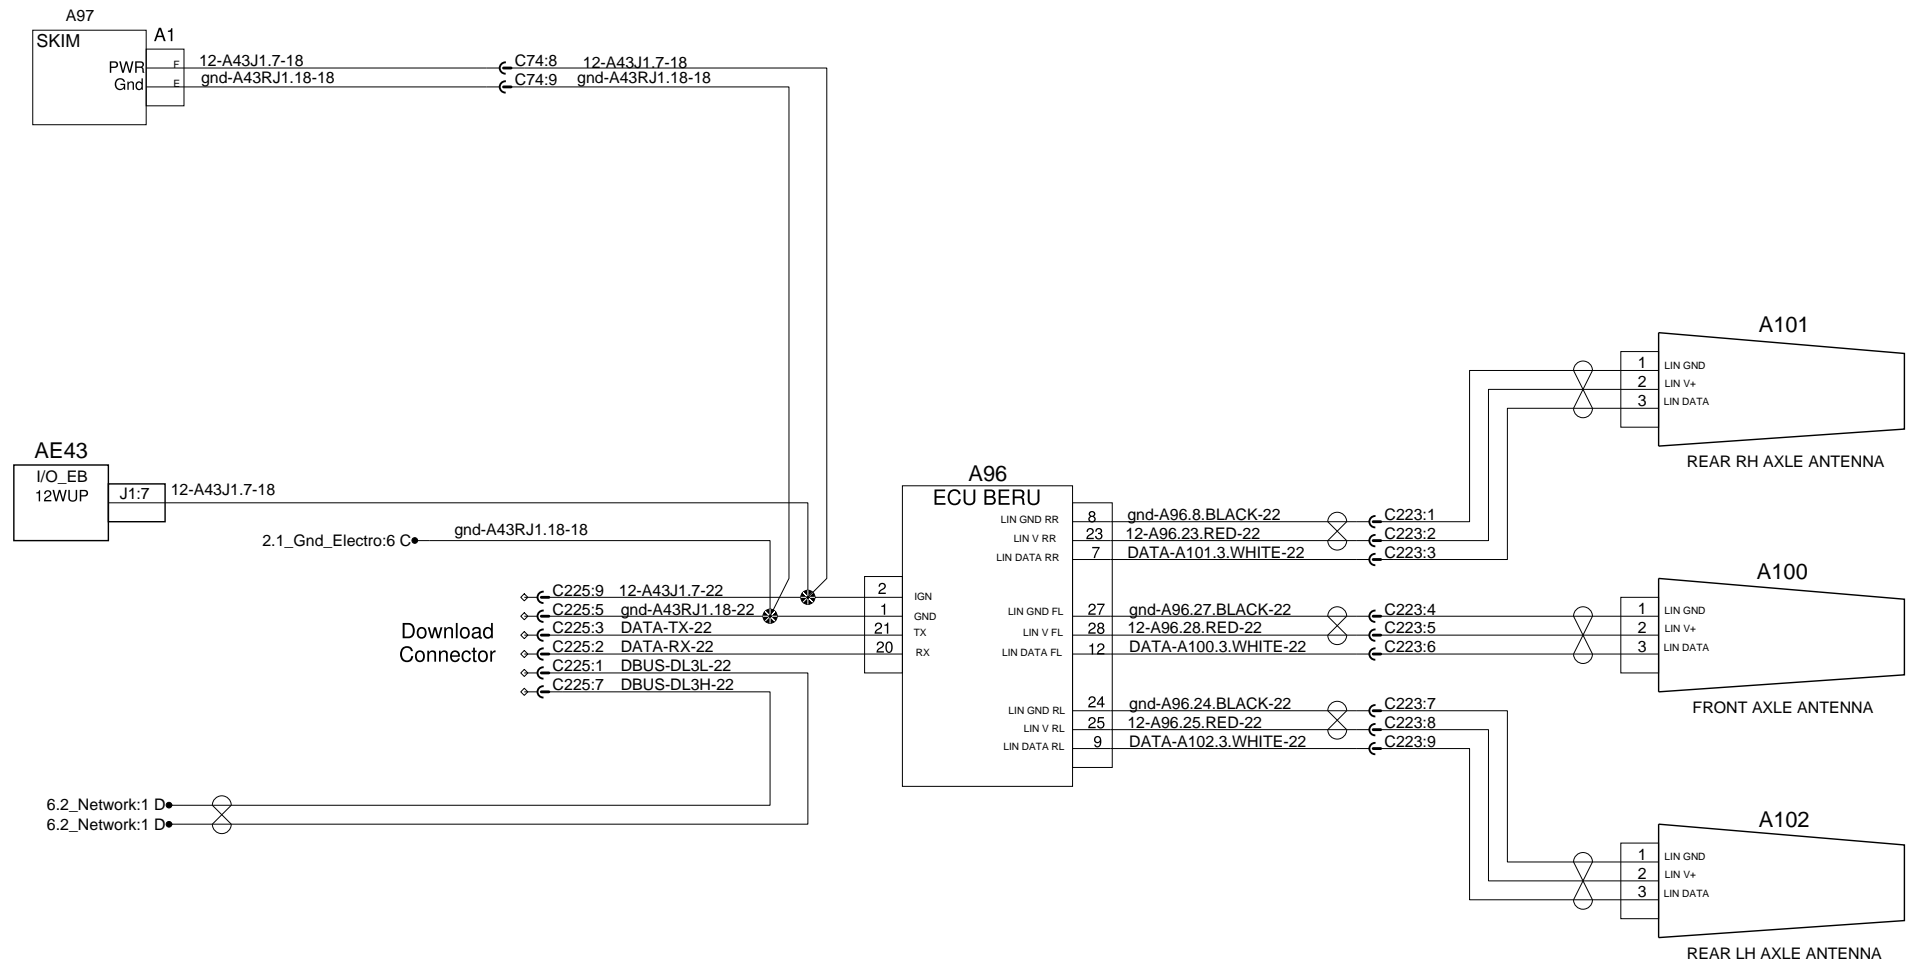 A97
SKIM
A1
PWR
F
12-A43J1.7-18
C74:8
12-A43J1.7-18
Gnd
E
gnd-A43RJ1.18-18
C74:9
gnd-A43RJ1.18-18
AE43
I/O_EB
12WUP
J1:7
12-A43J1.7-18
2.1_Gnd_Electro:6 C
gnd-A43RJ1.18-18
Download
Connector
C225:9 12-A43J1.7-22
C225:5 gnd-A43RJ1.18-22
C225:3 DATA-TX-22
C225:2 DATA-RX-22
C225:1 DBUS-DL3L-22
C225:7 DBUS-DL3H-22
6.2_Network:1 D
6.2_Network:1 D
A96
ECU BERU
2 IGN
1 GND
21 TX
20 RX
LIN GND RR 8 gnd-A96.8.BLACK-22 C223:1
LIN V RR 23 12-A96.23.RED-22 C223:2
LIN DATA RR 7 DATA-A101.3.WHITE-22 C223:3
LIN GND FL 27 gnd-A96.27.BLACK-22 C223:4
LIN V FL 28 12-A96.28.RED-22 C223:5
LIN DATA FL 12 DATA-A100.3.WHITE-22 C223:6
LIN GND RL 24 gnd-A96.24.BLACK-22 C223:7
LIN V RL 25 12-A96.25.RED-22 C223:8
LIN DATA RL 9 DATA-A102.3.WHITE-22 C223:9
A101
1 LIN GND
2 LIN V+
3 LIN DATA
REAR RH AXLE ANTENNA
A100
1 LIN GND
2 LIN V+
3 LIN DATA
FRONT AXLE ANTENNA
A102
1 LIN GND
2 LIN V+
3 LIN DATA
REAR LH AXLE ANTENNA